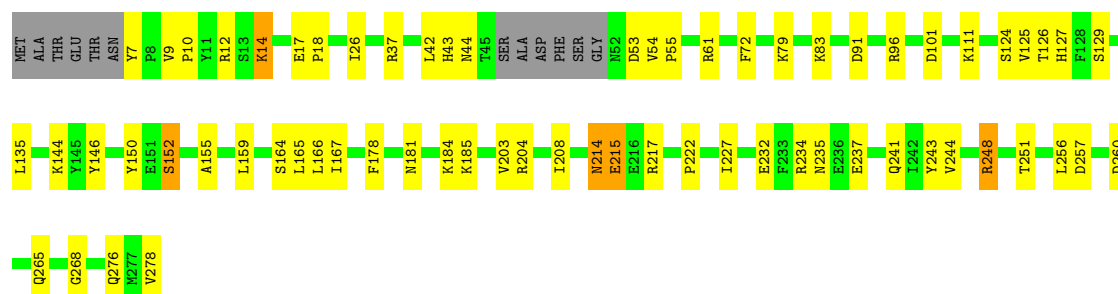 MET ALA THR GLU THR ASN Y7 P8 V9 P10 Y11 R12 S13 K14 E17 P18 I26 R37 L42 H43 N44 T45 SER ALA ASP PHE SER GLY N52 D53 V54 P55 R61 F72 K79 K83 D91 R96 D101 K111 S124 V125 T126 H127 F128 S129
L135 K144 Y145 Y146 Y150 E151 S152 A155 L159 S164 L165 L166 I167 F178 N181 K184 K185 V203 R204 I208 N214 E215 E216 R217 P222 I227 E232 F233 R234 N235 E236 E237 Q241 I242 Y243 V244 R248 T251 L256 D257 D260
Q265 G268 Q276 M277 V278